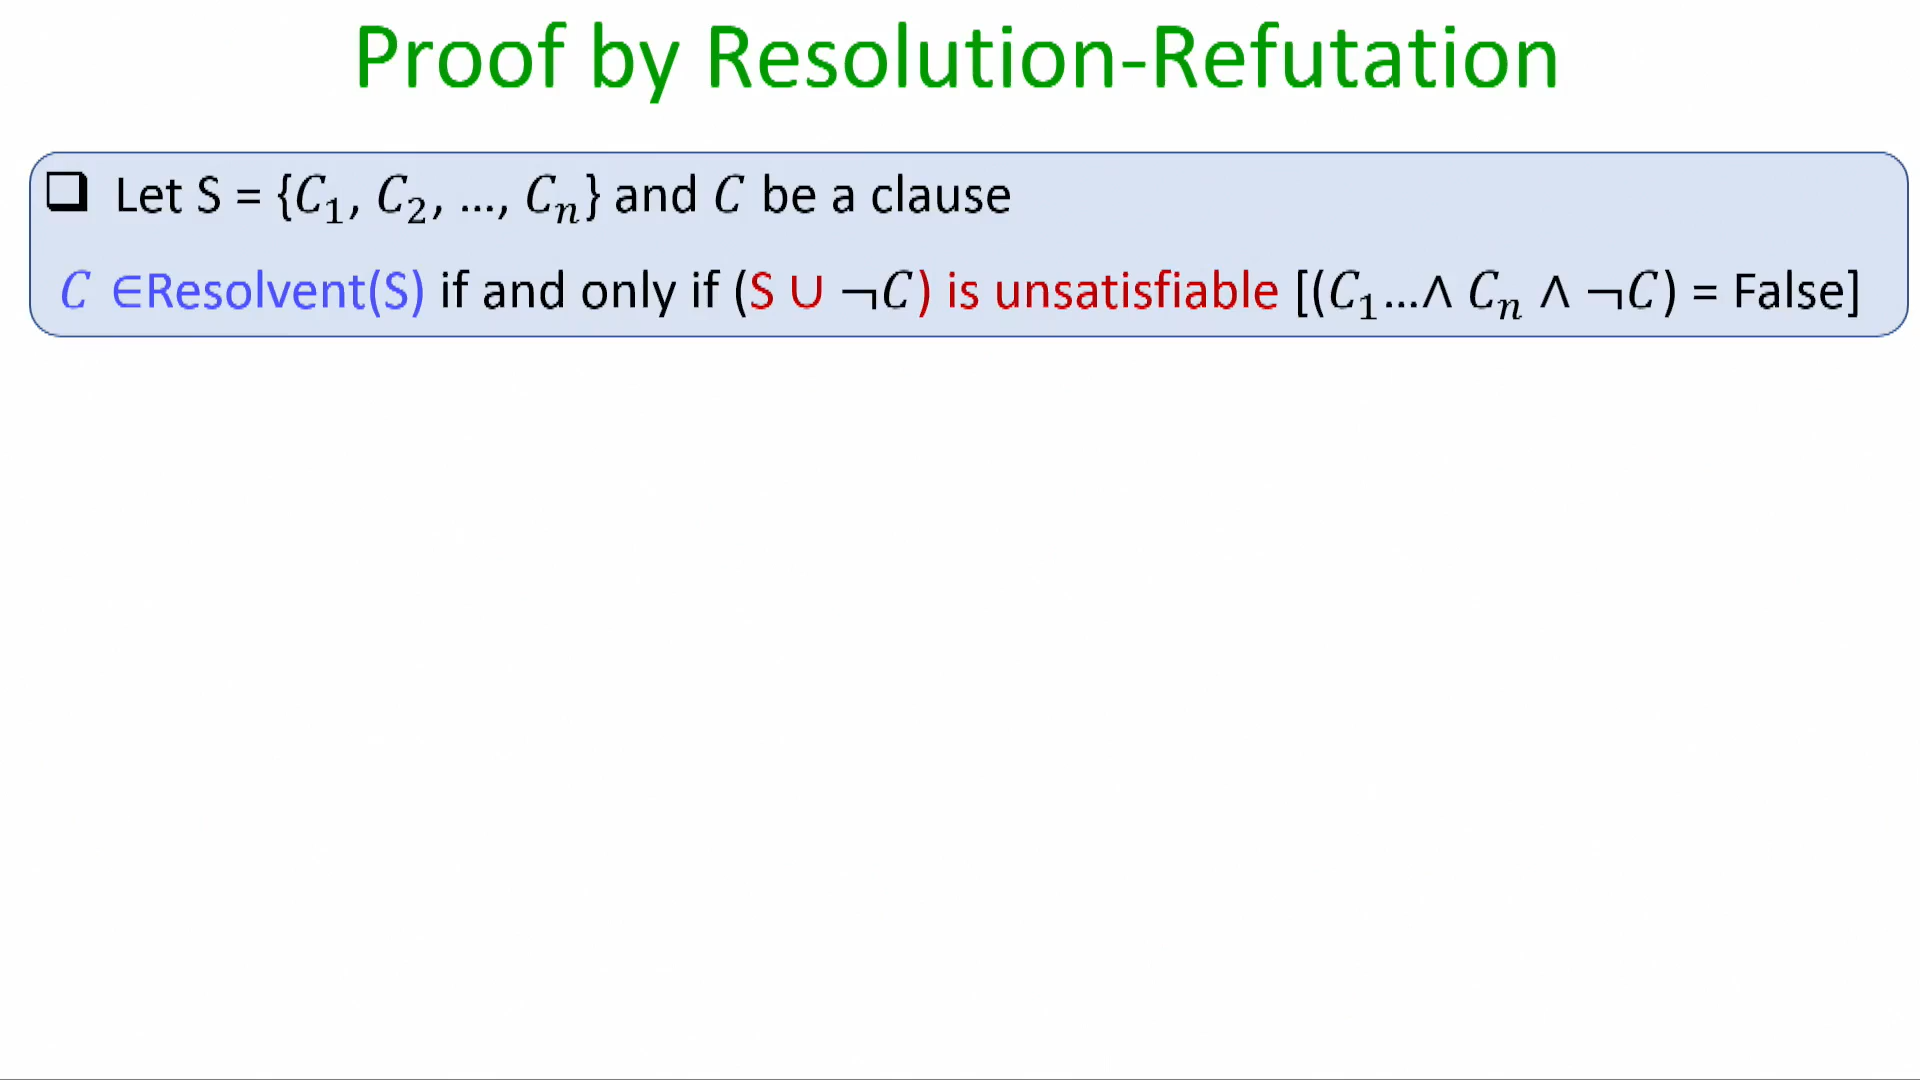 Proof by Resolution-Refutation
❑ Let S = {𝐶₁, 𝐶₂, …, 𝐶ₙ} and 𝐶 be a clause
𝐶 ∈Resolvent(S) if and only if (S ∪ ¬𝐶) is unsatisfiable [(𝐶₁…∧ 𝐶ₙ ∧ ¬𝐶) = False]